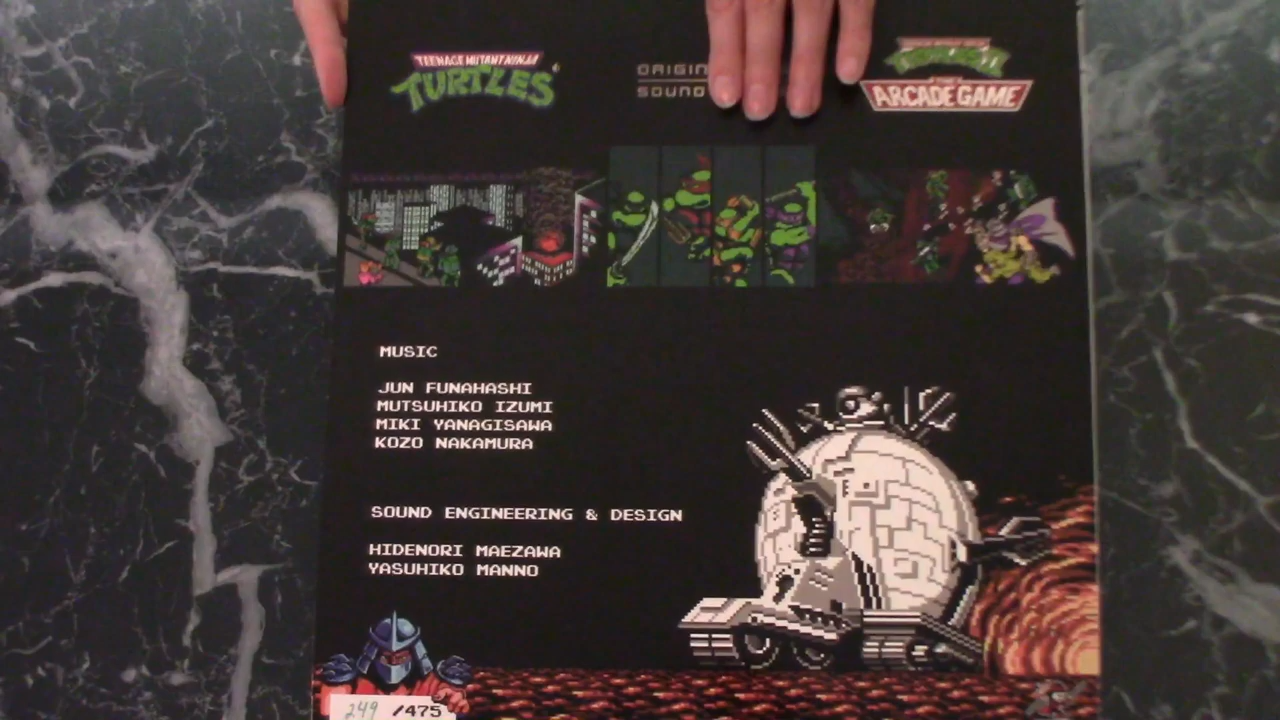 TEENAGE MUTANT NINJA
TURTLES
ORIGIN
SOUND
ARCADE GAME
MUSIC
JUN FUNAHASHI
MUTSUHIKO IZUMI
MIKI YANAGISAWA
KOZO NAKAMURA
SOUND ENGINEERING & DESIGN
HIDENORI MAEZAWA
YASUHIKO MANNO
249 /475